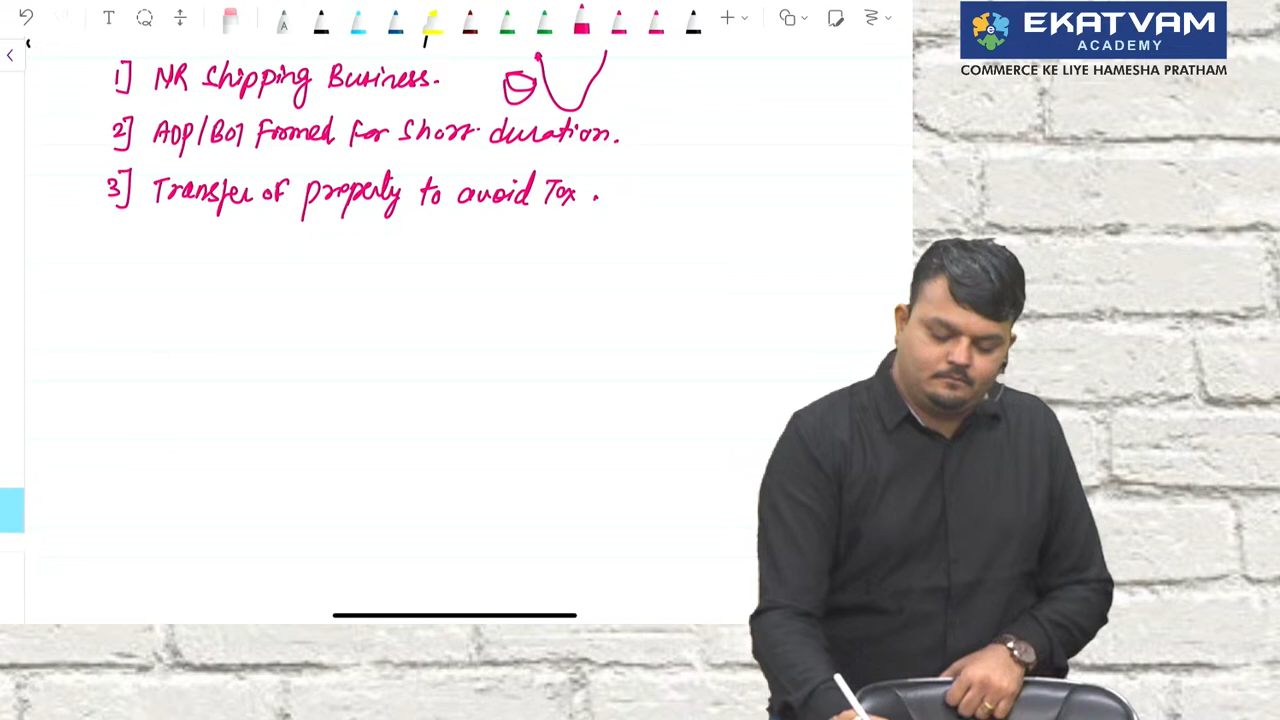 EKATVAM
ACADEMY
COMMERCE KE LIYE HAMESHA PRATHAM
T
A
1] NR Shipping Business.
2] AOP/BOI Formed for Short duration.
3] Transfer of property to avoid Tax.